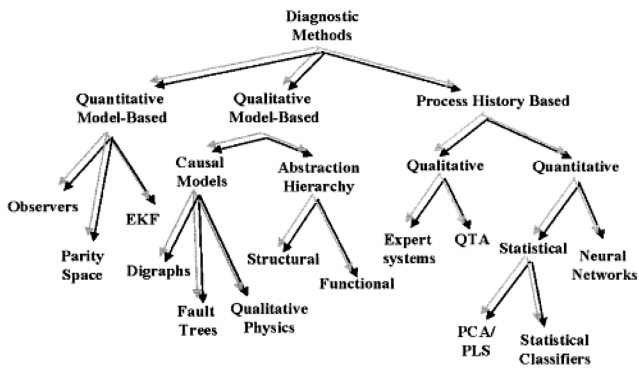 Diagnostic
Methods
Quantitative
Model-Based
Qualitative
Model-Based
Process History Based
Causal
Models
Abstraction
Hierarchy
Qualitative
Quantitative
Observers
EKF
Parity
Space
Digraphs
Fault
Trees
Qualitative
Physics
Structural
Functional
Expert
systems
QTA
Statistical
Neural
Networks
PCA/
PLS
Statistical
Classifiers